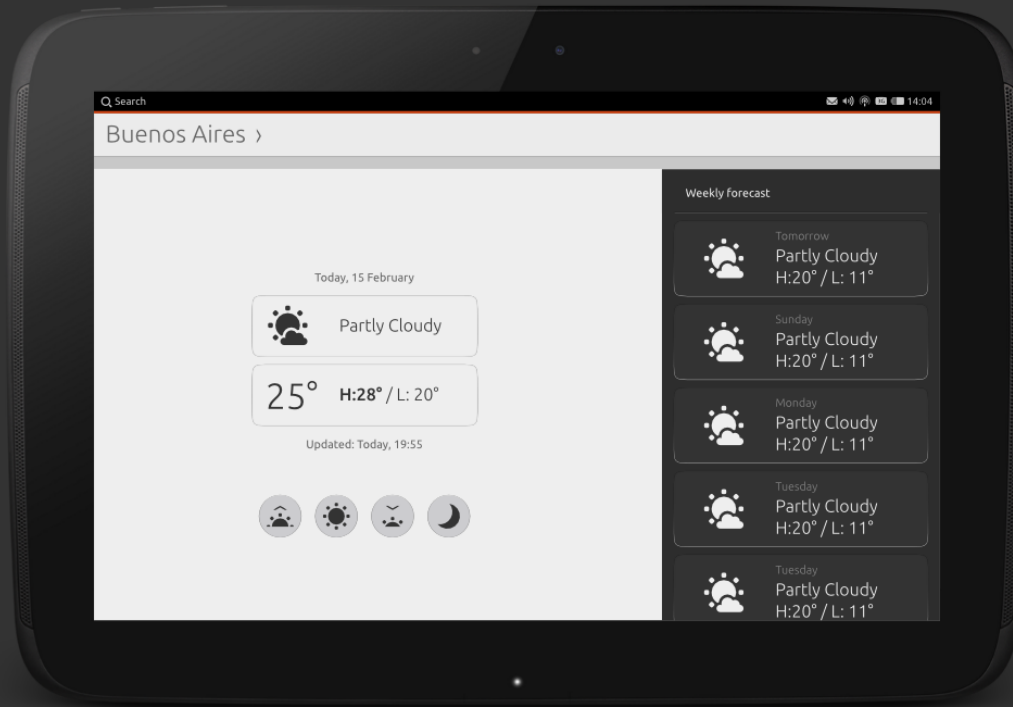 Search
14:04
Buenos Aires ›
Today, 15 February
Partly Cloudy
25° H:28° / L: 20°
Updated: Today, 19:55
Weekly forecast
Tomorrow
Partly Cloudy
H:20° / L: 11°
Sunday
Partly Cloudy
H:20° / L: 11°
Monday
Partly Cloudy
H:20° / L: 11°
Tuesday
Partly Cloudy
H:20° / L: 11°
Tuesday
Partly Cloudy
H:20° / L: 11°